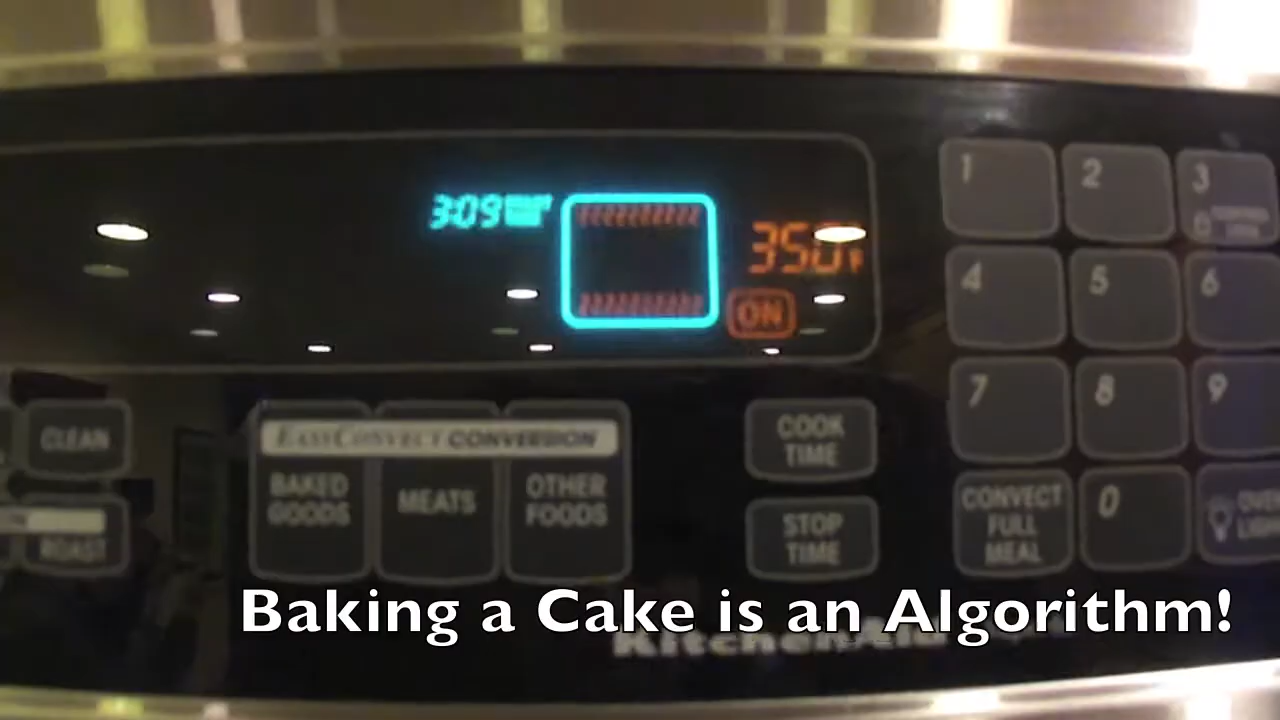 3:09
350°F
ON
1 2 3
4 5 6
7 8 9
0
CLEAN
ROAST
EASYCONVECT CONVERSION
BAKED GOODS
MEATS
OTHER FOODS
COOK TIME
STOP TIME
CONVECT FULL MEAL
Baking a Cake is an Algorithm!
KitchenAid